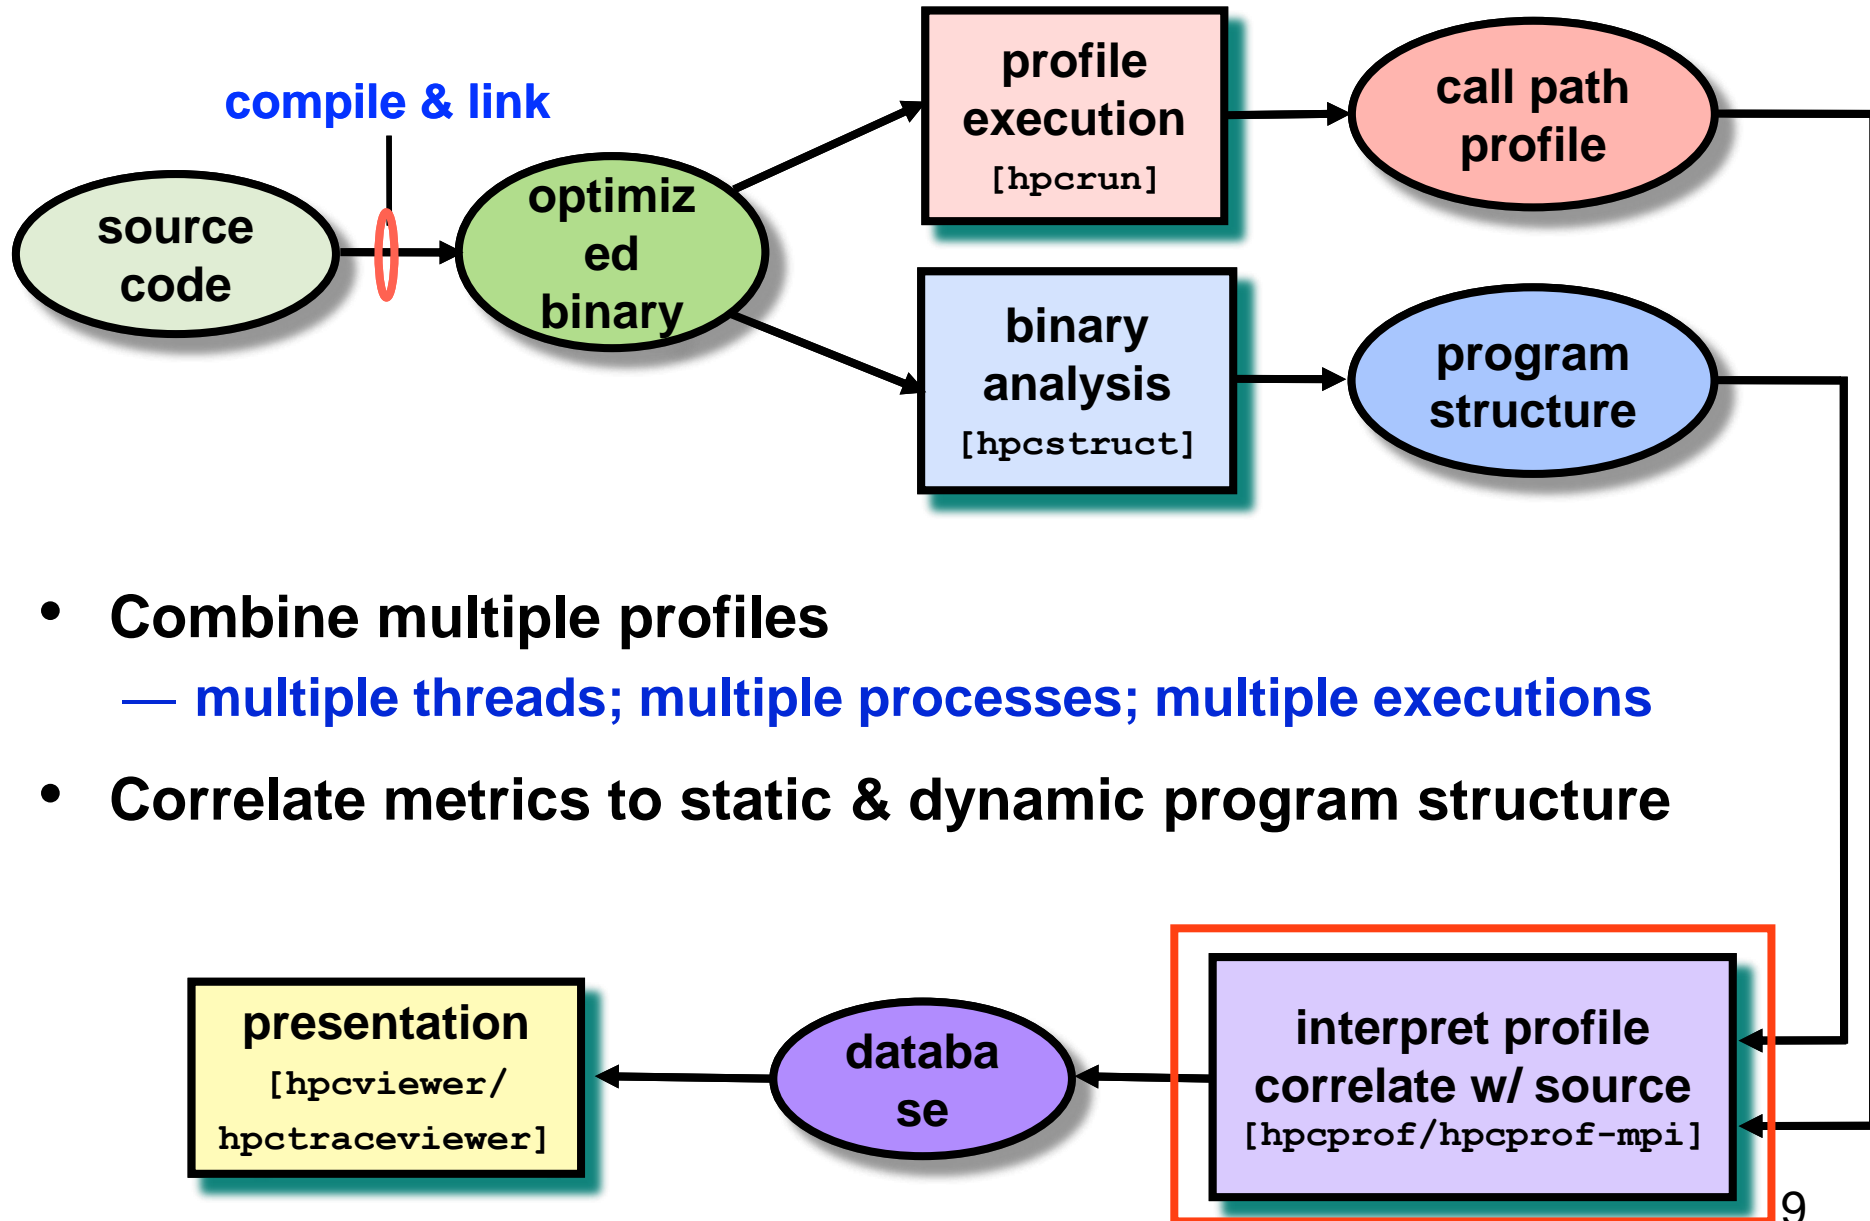 compile & link
source
code
optimiz
ed
binary
profile
execution
[hpcrun]
call path
profile
binary
analysis
[hpcstruct]
program
structure
• Combine multiple profiles
— multiple threads; multiple processes; multiple executions
• Correlate metrics to static & dynamic program structure
presentation
[hpcviewer/
hpctraceviewer]
databa
se
interpret profile
correlate w/ source
[hpcprof/hpcprof-mpi]
9